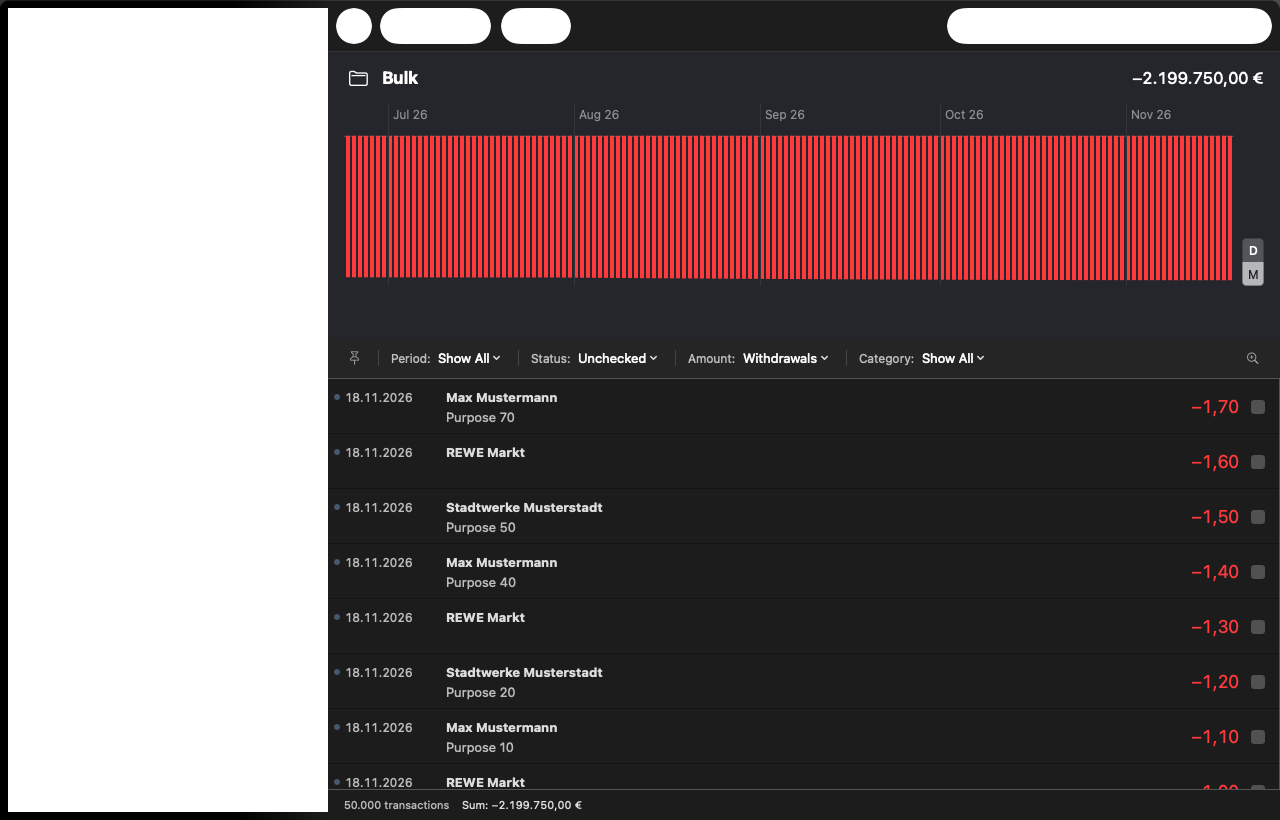 Bulk
−2.199.750,00 €
Jul 26 Aug 26 Sep 26 Oct 26 Nov 26
D
M
Period: Show All Status: Unchecked Amount: Withdrawals Category: Show All
18.11.2026 Max Mustermann −1,70
Purpose 70
18.11.2026 REWE Markt −1,60
18.11.2026 Stadtwerke Musterstadt −1,50
Purpose 50
18.11.2026 Max Mustermann −1,40
Purpose 40
18.11.2026 REWE Markt −1,30
18.11.2026 Stadtwerke Musterstadt −1,20
Purpose 20
18.11.2026 Max Mustermann −1,10
Purpose 10
18.11.2026 REWE Markt
50.000 transactions Sum: −2.199.750,00 €